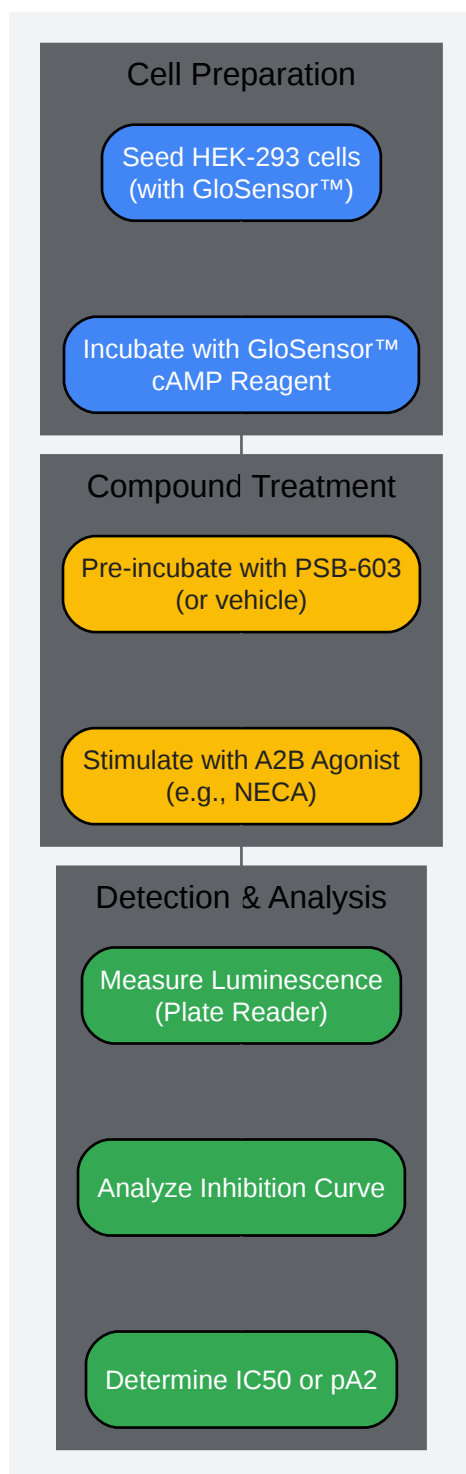 Cell Preparation
Seed HEK-293 cells
(with GloSensor™)
Incubate with GloSensor™
cAMP Reagent
Compound Treatment
Pre-incubate with PSB-603
(or vehicle)
Stimulate with A2B Agonist
(e.g., NECA)
Detection & Analysis
Measure Luminescence
(Plate Reader)
Analyze Inhibition Curve
Determine IC50 or pA2